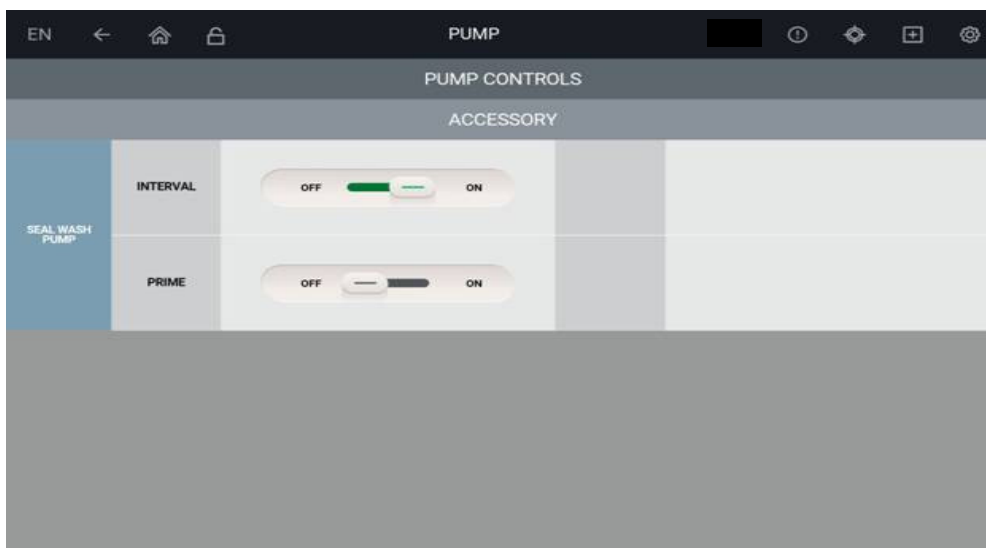 EN PUMP
PUMP CONTROLS
ACCESSORY
SEAL WASH
PUMP
INTERVAL OFF ON
PRIME OFF ON